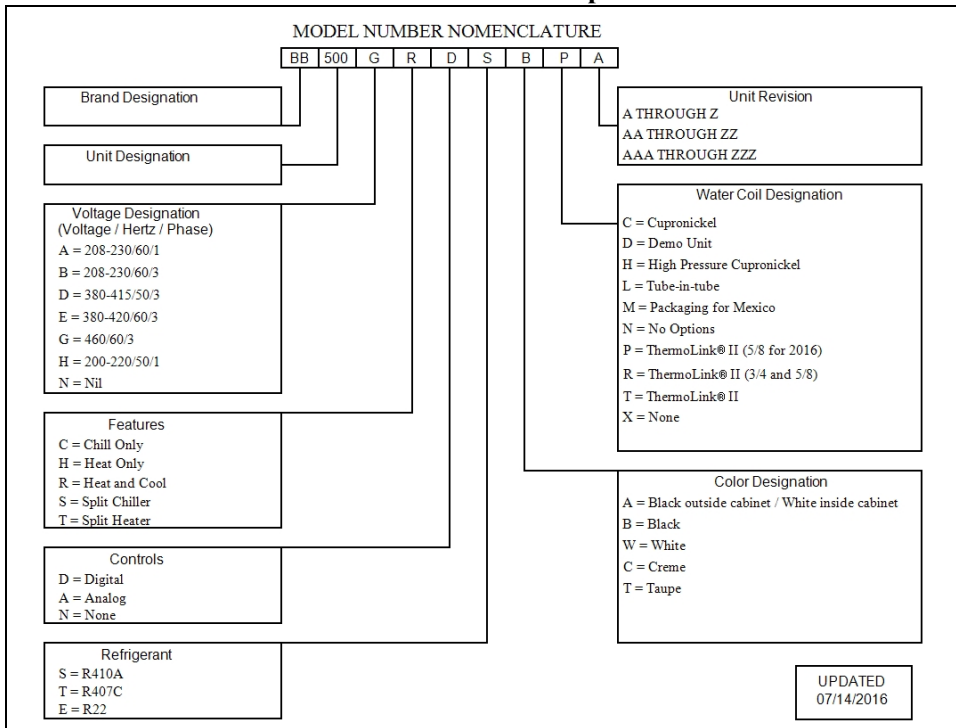 MODEL NUMBER NOMENCLATURE
BB 500 G R D S B P A
Brand Designation
Unit Designation
Voltage Designation
(Voltage / Hertz / Phase)
A = 208-230/60/1
B = 208-230/60/3
D = 380-415/50/3
E = 380-420/60/3
G = 460/60/3
H = 200-220/50/1
N = Nil
Features
C = Chill Only
H = Heat Only
R = Heat and Cool
S = Split Chiller
T = Split Heater
Controls
D = Digital
A = Analog
N = None
Refrigerant
S = R410A
T = R407C
E = R22
Unit Revision
A THROUGH Z
AA THROUGH ZZ
AAA THROUGH ZZZ
Water Coil Designation
C = Cupronickel
D = Demo Unit
H = High Pressure Cupronickel
L = Tube-in-tube
M = Packaging for Mexico
N = No Options
P = ThermoLink® II (5/8 for 2016)
R = ThermoLink® II (3/4 and 5/8)
T = ThermoLink® II
X = None
Color Designation
A = Black outside cabinet / White inside cabinet
B = Black
W = White
C = Creme
T = Taupe
UPDATED
07/14/2016